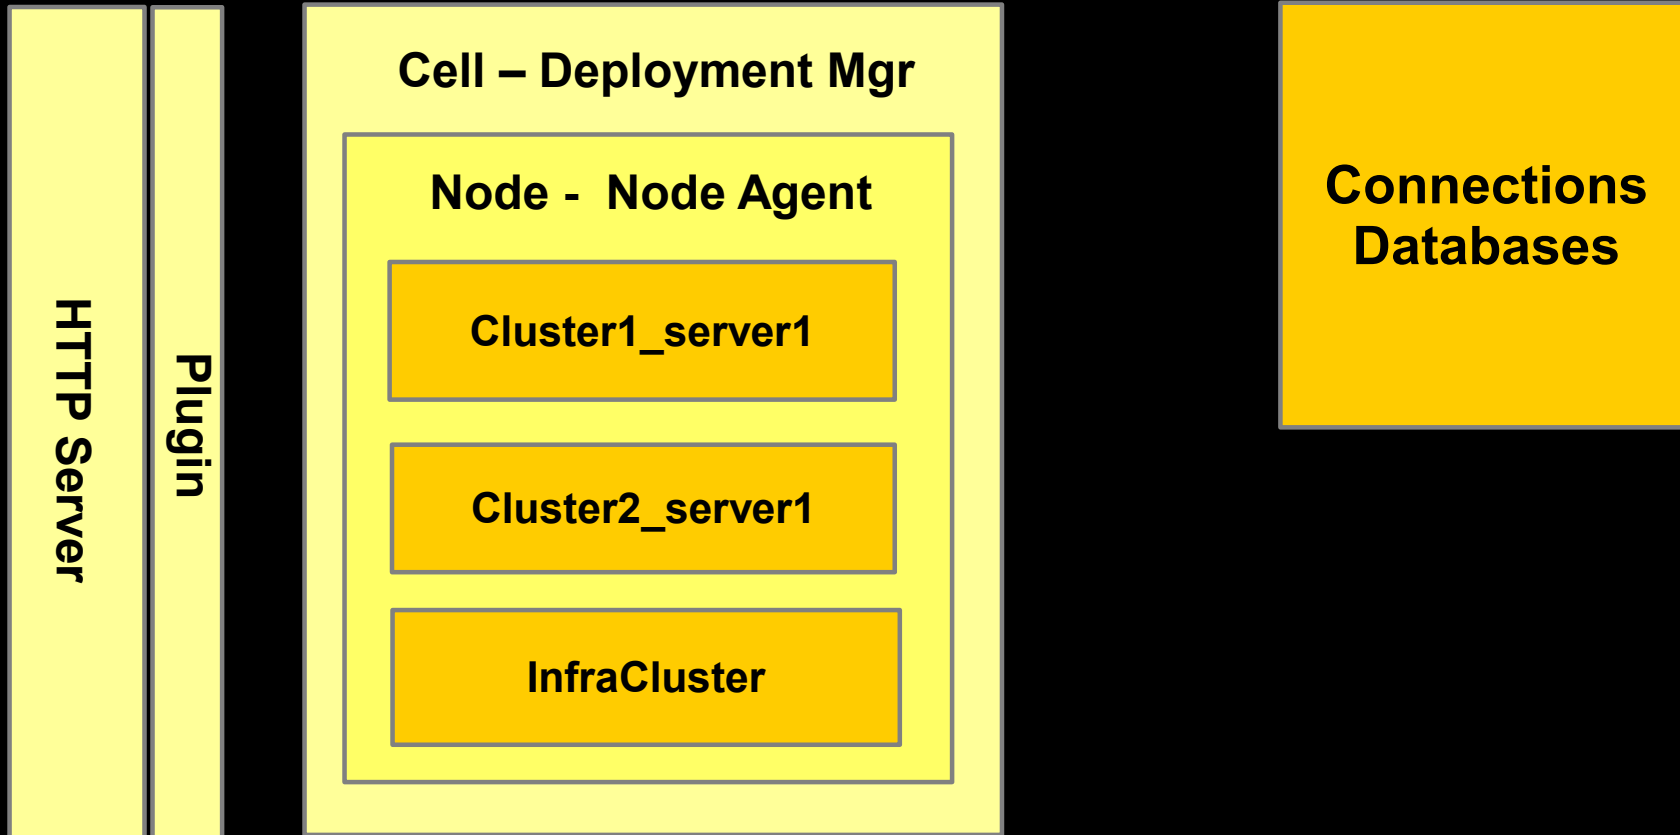 HTTP Server
Plugin
Cell – Deployment Mgr
Node - Node Agent
Cluster1_server1
Cluster2_server1
InfraCluster
Connections
Databases